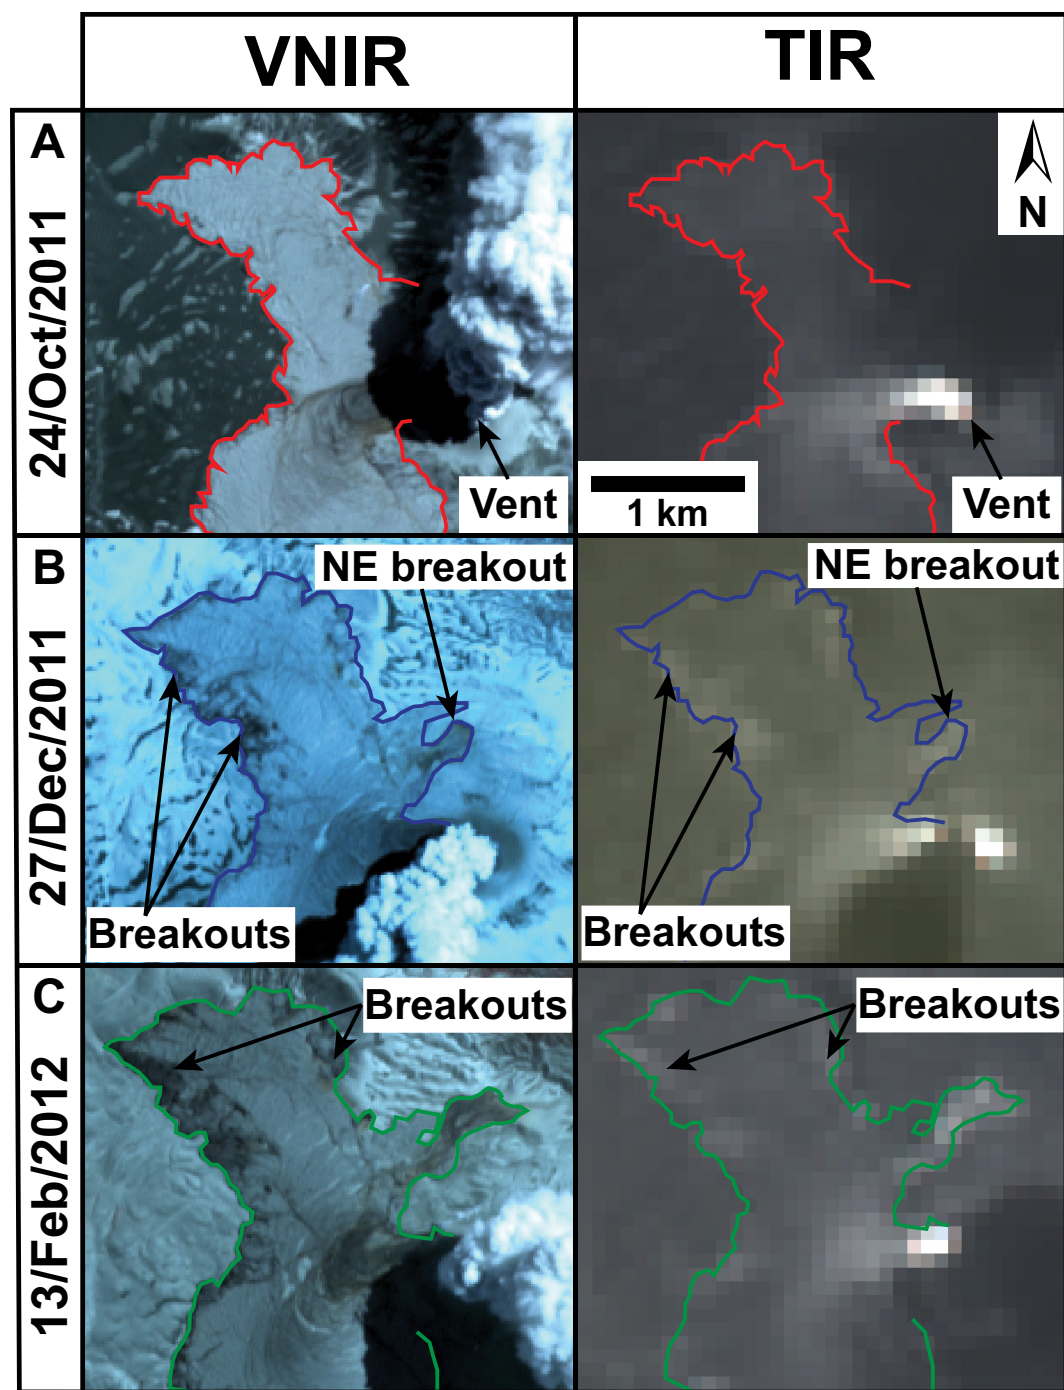 VNIR
TIR
A
24/Oct/2011
Vent
N
1 km
Vent
B
27/Dec/2011
NE breakout
Breakouts
NE breakout
Breakouts
C
13/Feb/2012
Breakouts
Breakouts